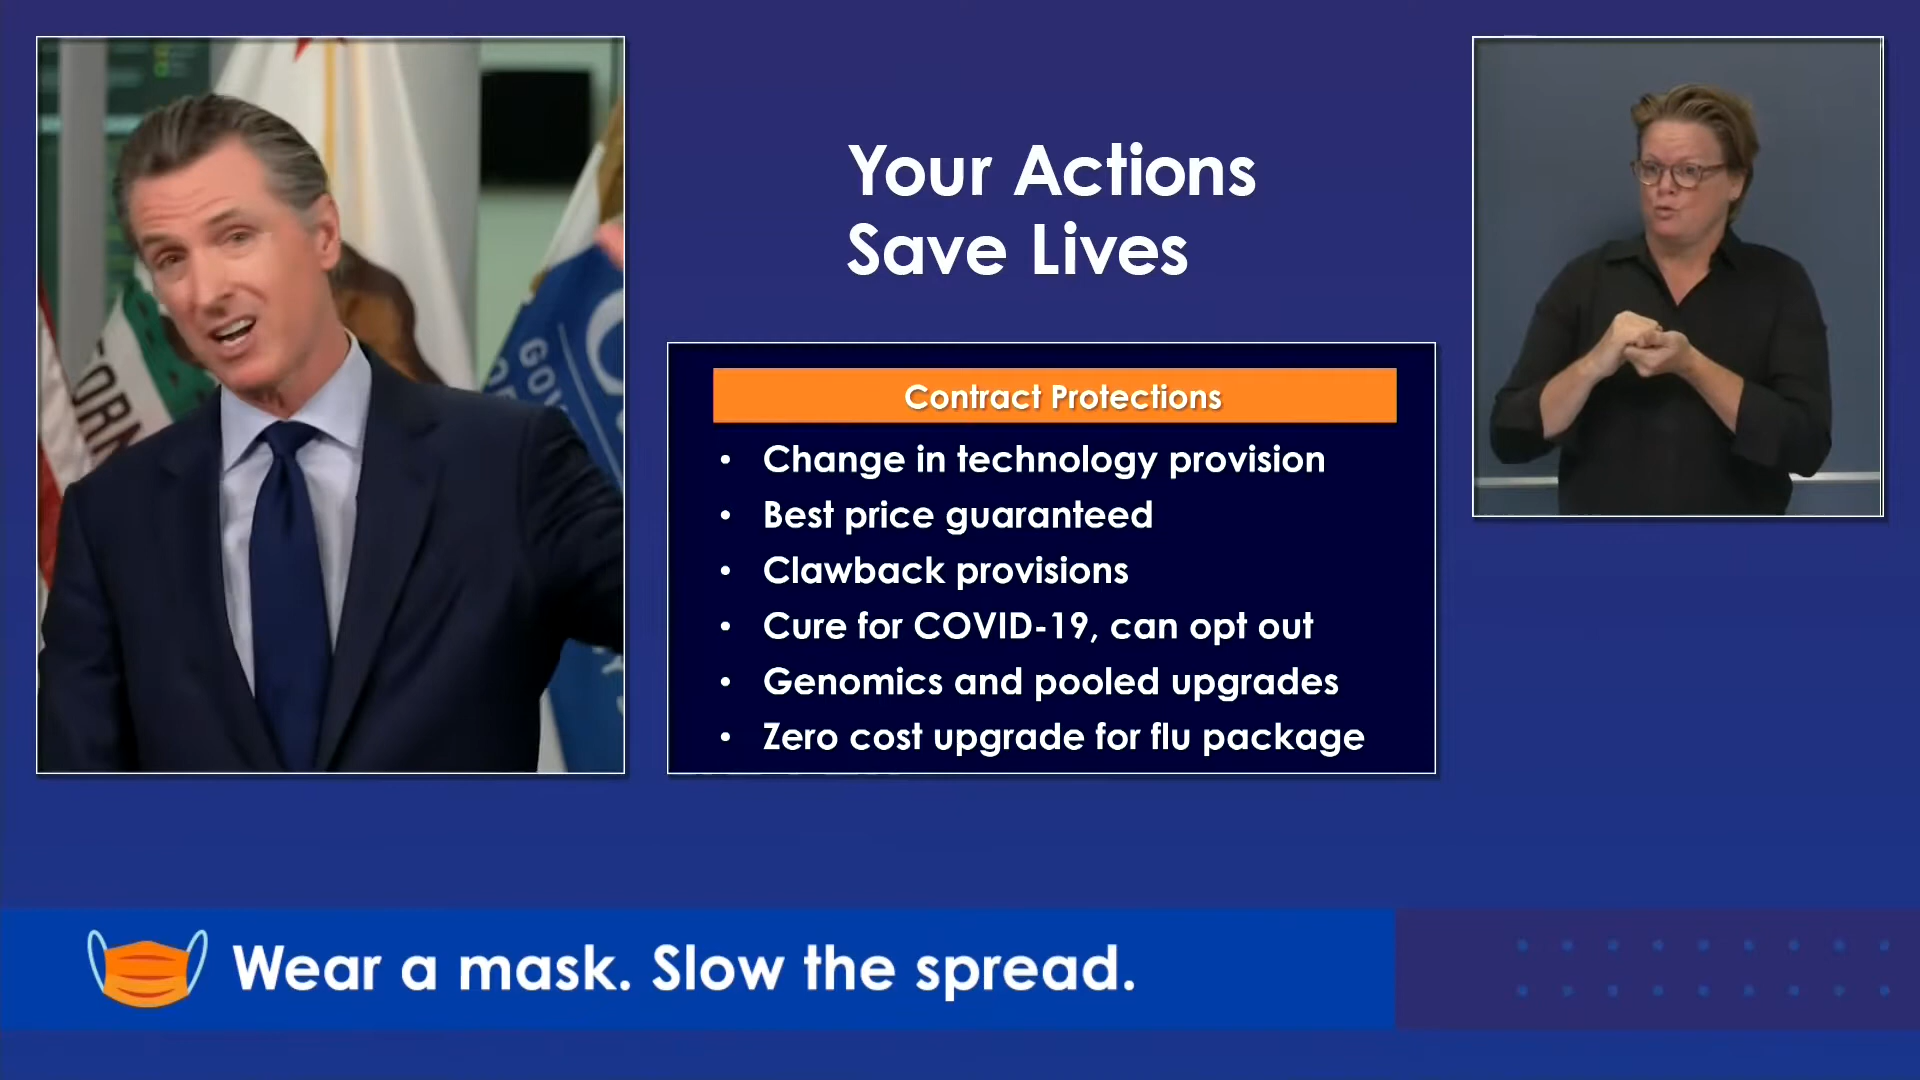 Your Actions
Save Lives
Contract Protections
• Change in technology provision
• Best price guaranteed
• Clawback provisions
• Cure for COVID-19, can opt out
• Genomics and pooled upgrades
• Zero cost upgrade for flu package
Wear a mask. Slow the spread.